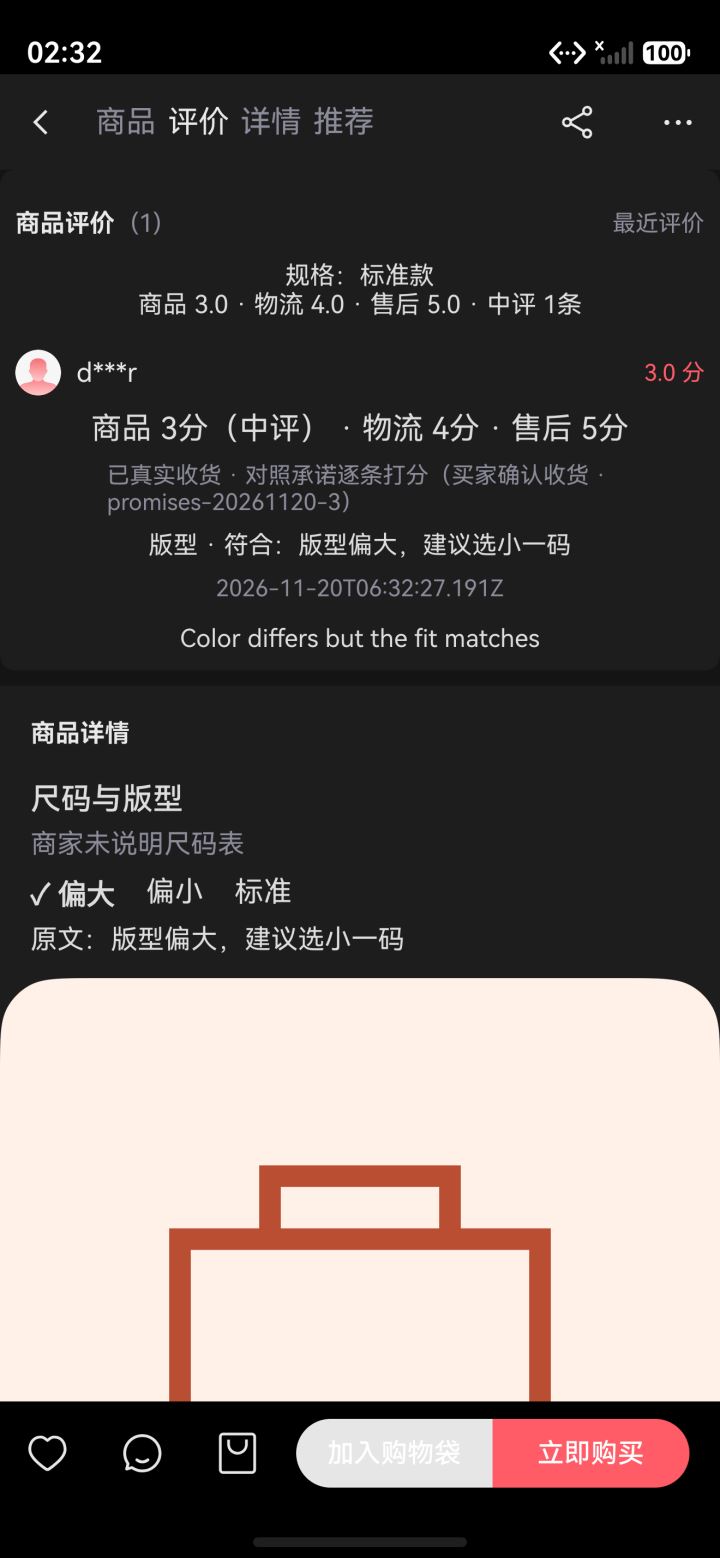 02:32
100
商品 评价 详情 推荐
商品评价 (1)
最近评价
规格：标准款
商品 3.0 · 物流 4.0 · 售后 5.0 · 中评 1条
d***r
3.0 分
商品 3分（中评） · 物流 4分 · 售后 5分
已真实收货 · 对照承诺逐条打分（买家确认收货 ·
promises-20261120-3）
版型 · 符合：版型偏大，建议选小一码
2026-11-20T06:32:27.191Z
Color differs but the fit matches
商品详情
尺码与版型
商家未说明尺码表
✓偏大 偏小 标准
原文：版型偏大，建议选小一码
加入购物袋
立即购买